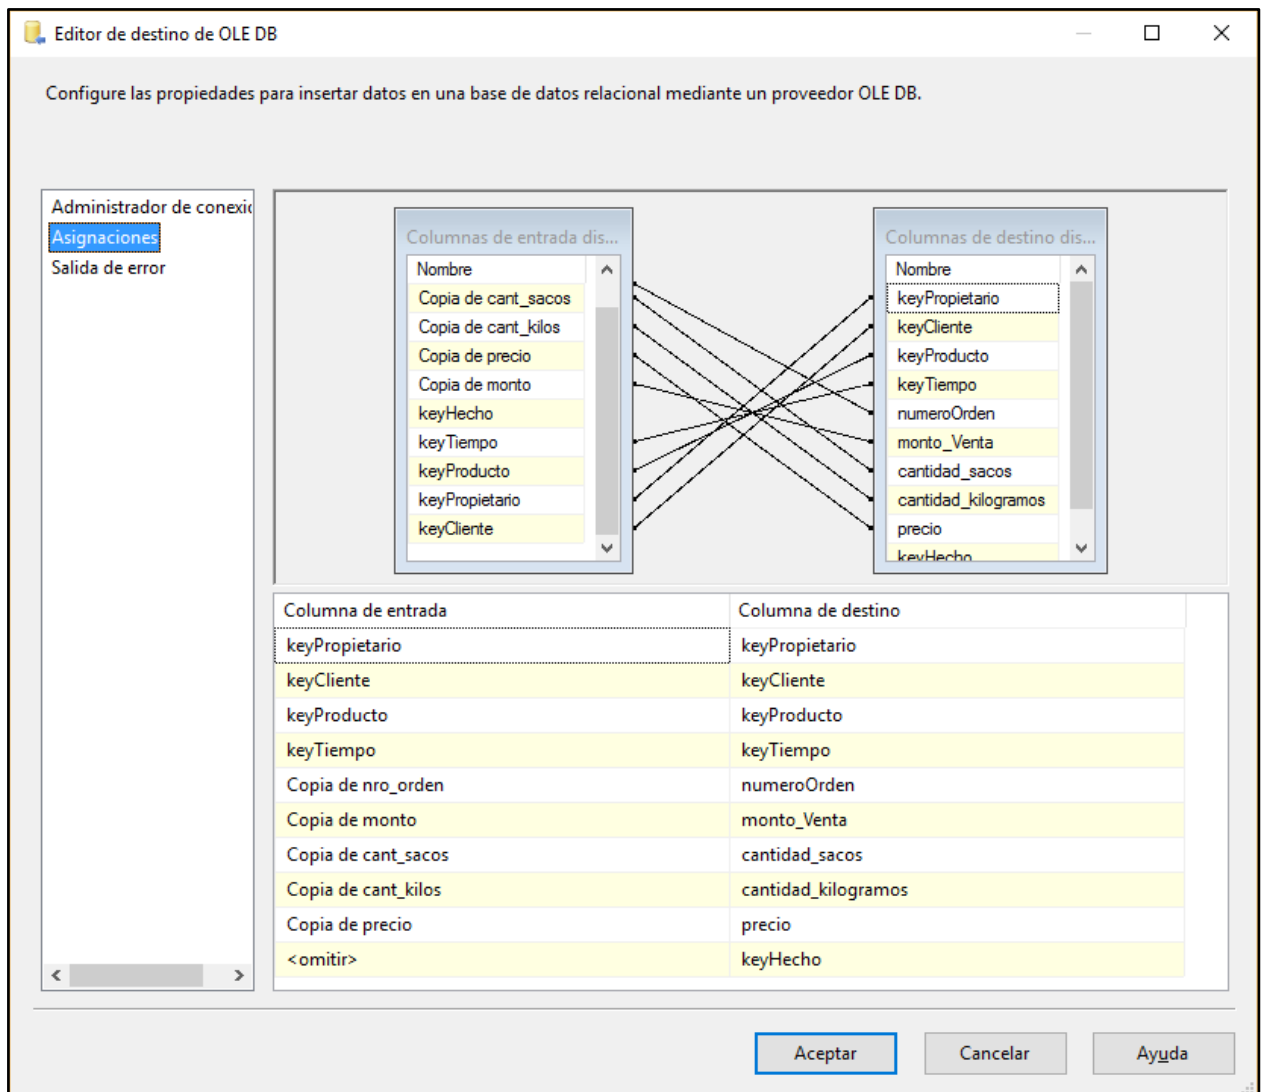 Editor de destino de OLE DB
Configure las propiedades para insertar datos en una base de datos relacional mediante un proveedor OLE DB.
Administrador de conexió
Asignaciones
Salida de error
Columnas de entrada dis...
Nombre
Copia de cant_sacos
Copia de cant_kilos
Copia de precio
Copia de monto
keyHecho
keyTiempo
keyProducto
keyPropietario
keyCliente
Columnas de destino dis...
Nombre
keyPropietario
keyCliente
keyProducto
keyTiempo
numeroOrden
monto_Venta
cantidad_sacos
cantidad_kilogramos
precio
keyHecho
Columna de entrada Columna de destino
keyPropietario keyPropietario
keyCliente keyCliente
keyProducto keyProducto
keyTiempo keyTiempo
Copia de nro_orden numeroOrden
Copia de monto monto_Venta
Copia de cant_sacos cantidad_sacos
Copia de cant_kilos cantidad_kilogramos
Copia de precio precio
<omitir> keyHecho
Aceptar Cancelar Ayuda